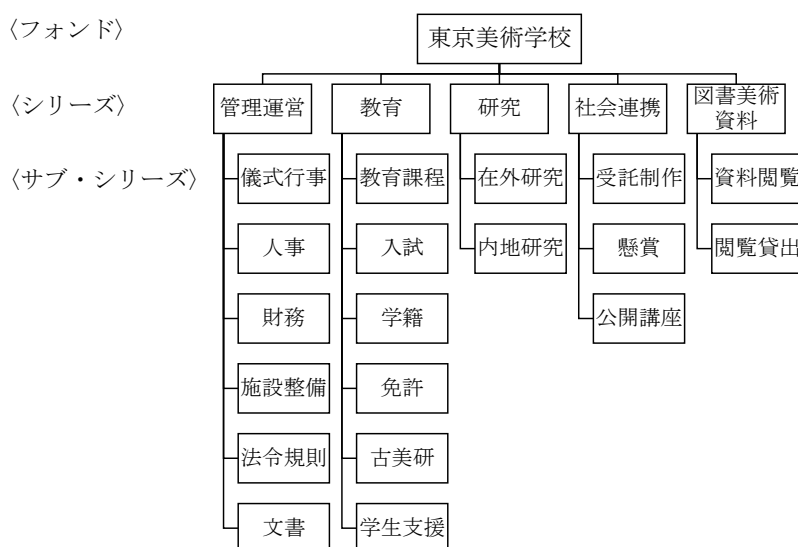 〈フォンド〉
東京美術学校
〈シリーズ〉
管理運営
教育
研究
社会連携
図書美術
資料
〈サブ・シリーズ〉
儀式行事
教育課程
在外研究
受託制作
資料閲覧
人事
入試
内地研究
懸賞
閲覧貸出
財務
学籍
公開講座
施設整備
免許
法令規則
古美研
文書
学生支援